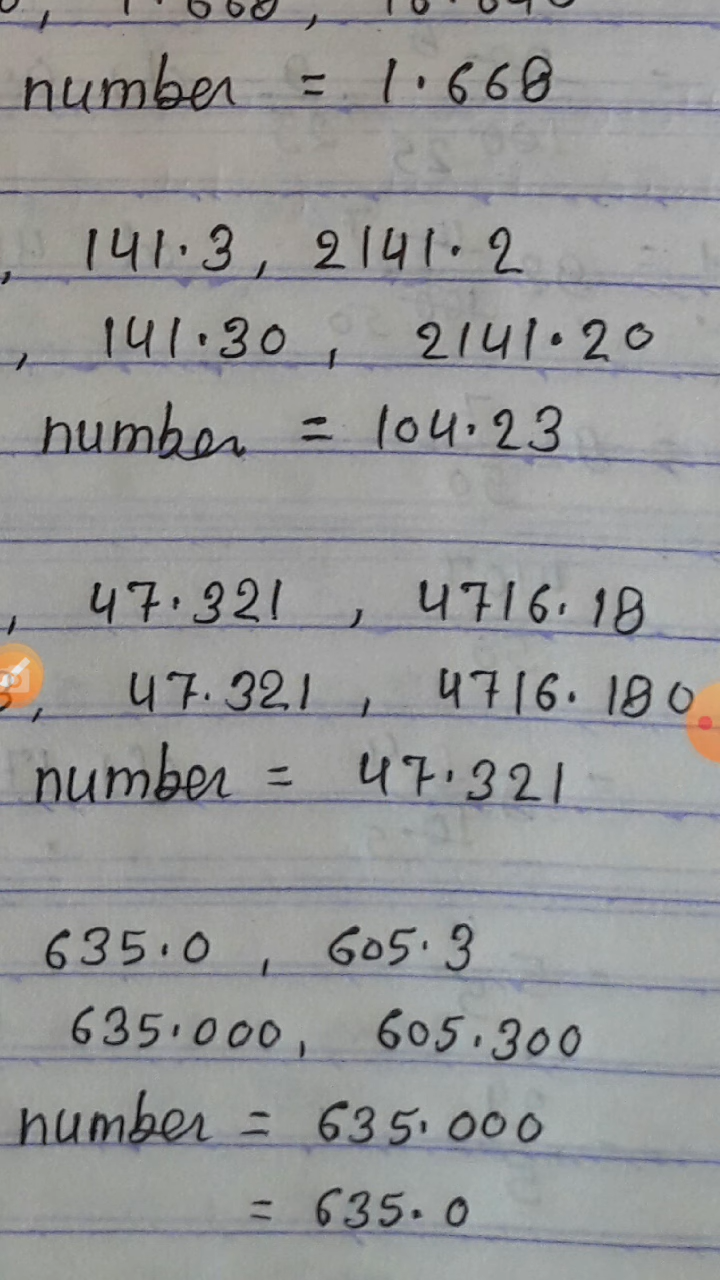 number = 1.668
, 141.3, 2141.2
, 141.30, 2141.20
number = 104.23
, 47.321, 4716.18
, 47.321, 4716.180
number = 47.321
635.0, 605.3
635.000, 605.300
number = 635.000
= 635.0